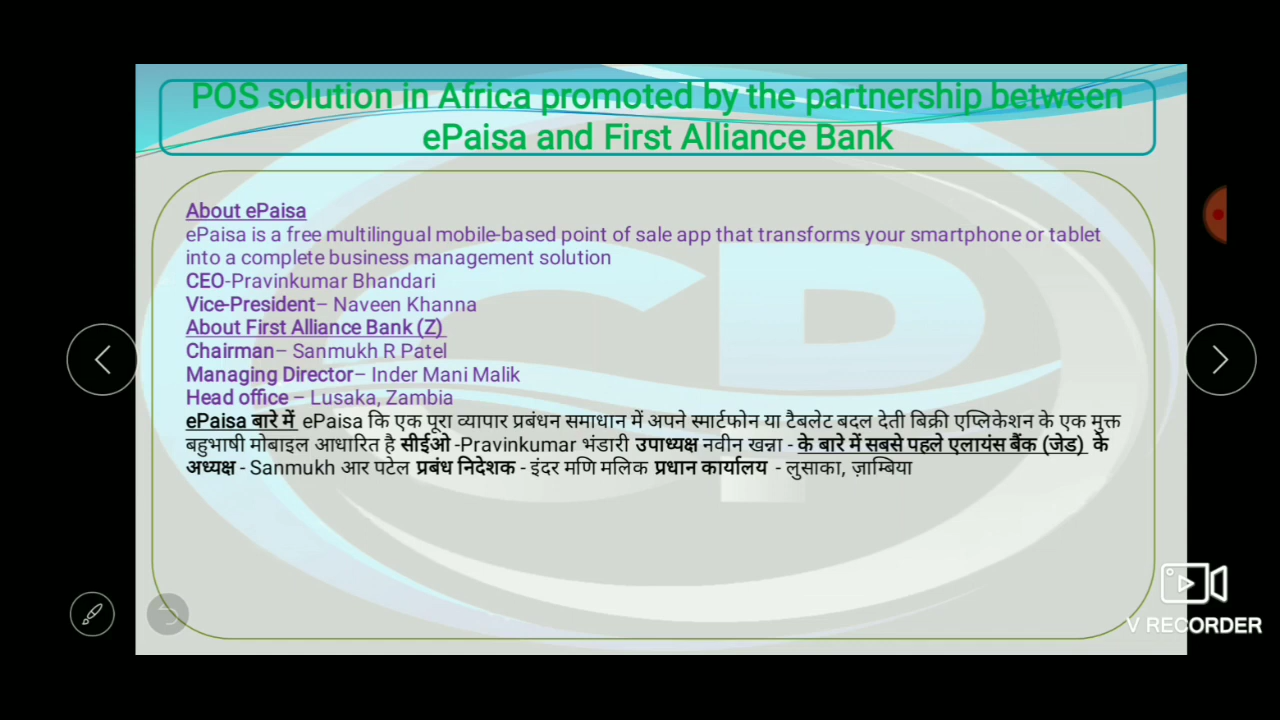 POS solution in Africa promoted by the partnership between
ePaisa and First Alliance Bank
About ePaisa
ePaisa is a free multilingual mobile-based point of sale app that transforms your smartphone or tablet
into a complete business management solution
CEO-Pravinkumar Bhandari
Vice-President– Naveen Khanna
About First Alliance Bank (Z)
Chairman– Sanmukh R Patel
Managing Director– Inder Mani Malik
Head office – Lusaka, Zambia
ePaisa बारे में ePaisa कि एक पूरा व्यापार प्रबंधन समाधान में अपने स्मार्टफोन या टैबलेट बदल देती बिक्री एप्लिकेशन के एक मुक्त
बहुभाषी मोबाइल आधारित है सीईओ -Pravinkumar भंडारी उपाध्यक्ष नवीन खन्ना - के बारे में सबसे पहले एलायंस बैंक (जेड) के
अध्यक्ष - Sanmukh आर पटेल प्रबंध निदेशक - इंदर मणि मलिक प्रधान कार्यालय - लुसाका, ज़ाम्बिया
V RECORDER